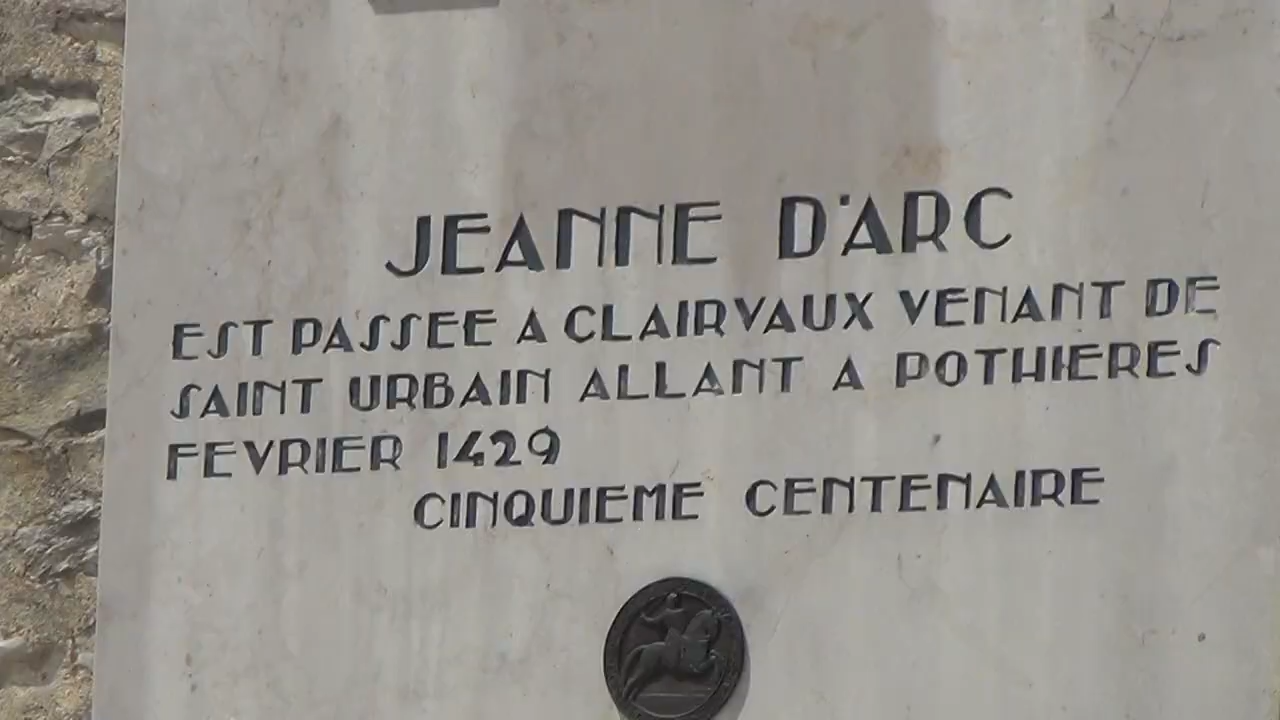 JEANNE D'ARC
EST PASSEE A CLAIRVAUX VENANT DE
SAINT URBAIN ALLANT A POTHIERES
FEVRIER 1429
CINQUIEME CENTENAIRE